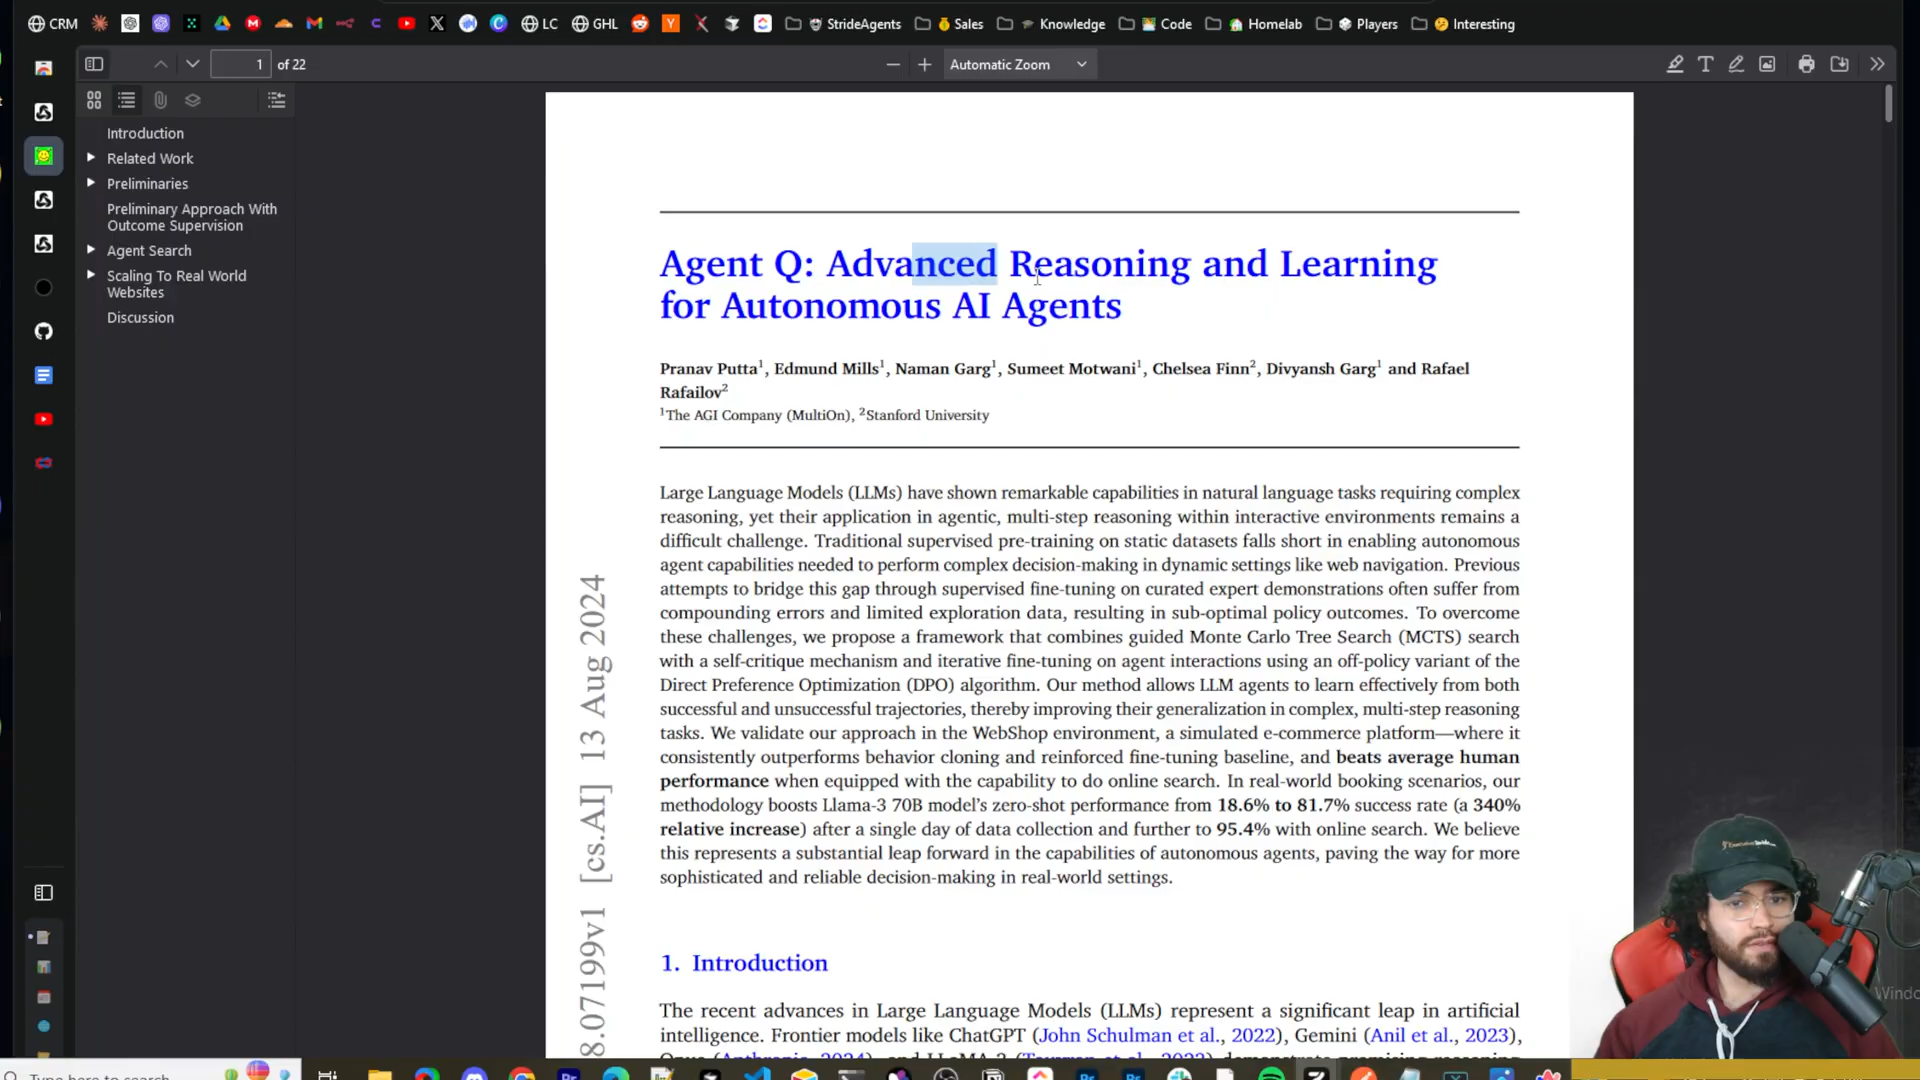 CRM
LC
GHL
StrideAgents
Sales
Knowledge
Code
Homelab
Players
Interesting
1 of 22
Automatic Zoom
Introduction
Related Work
Preliminaries
Preliminary Approach With
Outcome Supervision
Agent Search
Scaling To Real World
Websites
Discussion
Agent Q: Advanced Reasoning and Learning
for Autonomous AI Agents
Pranav Putta¹, Edmund Mills¹, Naman Garg¹, Sumeet Motwani¹, Chelsea Finn², Divyansh Garg¹ and Rafael
Rafailov²
¹The AGI Company (MultiOn), ²Stanford University
Large Language Models (LLMs) have shown remarkable capabilities in natural language tasks requiring complex
reasoning, yet their application in agentic, multi-step reasoning within interactive environments remains a
difficult challenge. Traditional supervised pre-training on static datasets falls short in enabling autonomous
agent capabilities needed to perform complex decision-making in dynamic settings like web navigation. Previous
attempts to bridge this gap through supervised fine-tuning on curated expert demonstrations often suffer from
compounding errors and limited exploration data, resulting in sub-optimal policy outcomes. To overcome
these challenges, we propose a framework that combines guided Monte Carlo Tree Search (MCTS) search
with a self-critique mechanism and iterative fine-tuning on agent interactions using an off-policy variant of the
Direct Preference Optimization (DPO) algorithm. Our method allows LLM agents to learn effectively from both
successful and unsuccessful trajectories, thereby improving their generalization in complex, multi-step reasoning
tasks. We validate our approach in the WebShop environment, a simulated e-commerce platform—where it
consistently outperforms behavior cloning and reinforced fine-tuning baseline, and beats average human
performance when equipped with the capability to do online search. In real-world booking scenarios, our
methodology boosts Llama-3 70B model's zero-shot performance from 18.6% to 81.7% success rate (a 340%
relative increase) after a single day of data collection and further to 95.4% with online search. We believe
this represents a substantial leap forward in the capabilities of autonomous agents, paving the way for more
sophisticated and reliable decision-making in real-world settings.
8.07199v1 [cs.AI] 13 Aug 2024
1. Introduction
The recent advances in Large Language Models (LLMs) represent a significant leap in artificial
intelligence. Frontier models like ChatGPT (John Schulman et al., 2022), Gemini (Anil et al., 2023),
Type here to search